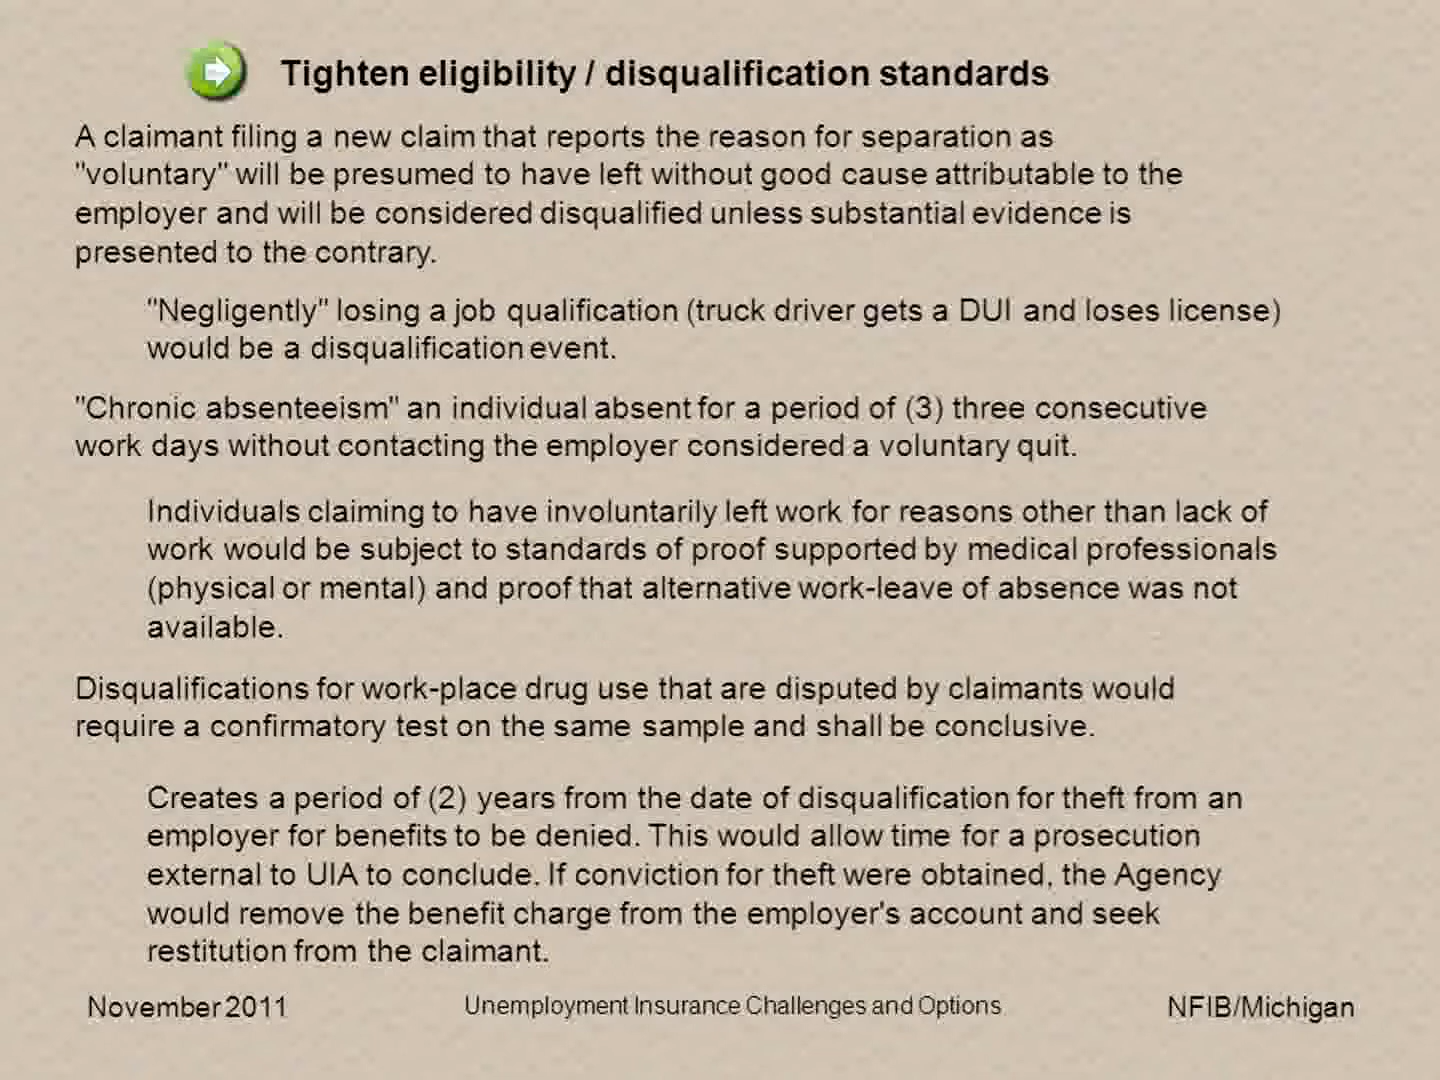 Tighten eligibility / disqualification standards
A claimant filing a new claim that reports the reason for separation as
"voluntary" will be presumed to have left without good cause attributable to the
employer and will be considered disqualified unless substantial evidence is
presented to the contrary.
"Negligently" losing a job qualification (truck driver gets a DUI and loses license)
would be a disqualification event.
"Chronic absenteeism" an individual absent for a period of (3) three consecutive
work days without contacting the employer considered a voluntary quit.
Individuals claiming to have involuntarily left work for reasons other than lack of
work would be subject to standards of proof supported by medical professionals
(physical or mental) and proof that alternative work-leave of absence was not
available.
Disqualifications for work-place drug use that are disputed by claimants would
require a confirmatory test on the same sample and shall be conclusive.
Creates a period of (2) years from the date of disqualification for theft from an
employer for benefits to be denied. This would allow time for a prosecution
external to UIA to conclude. If conviction for theft were obtained, the Agency
would remove the benefit charge from the employer's account and seek
restitution from the claimant.
November 2011 Unemployment Insurance Challenges and Options NFIB/Michigan